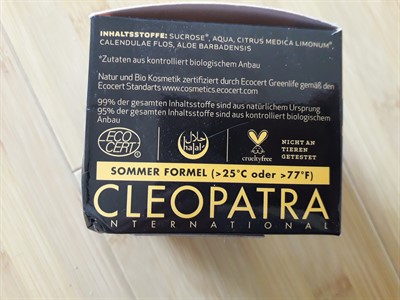 INHALTSSTOFFE: SUCROSE*, AQUA, CITRUS MEDICA LIMONUM*,
CALENDULAE FLOS, ALOE BARBADENSIS
*Zutaten aus kontrolliert biologischem Anbau
Natur und Bio Kosmetik zertifiziert durch Ecocert Greenlife gemäß den
Ecocert Standarts www.cosmetics.ecocert.com
99% der gesamten Inhaltsstoffe sind aus natürlichem Ursprung
95% der gesamten Inhaltsstoffe sind aus kontrolliert biologischem
Anbau
ECO
CERT
حلال
halal
crueltyfree
NICHT AN
TIEREN
GETESTET
SOMMER FORMEL (>25°C oder >77°F)
CLEOPATRA
INTERNATIONAL